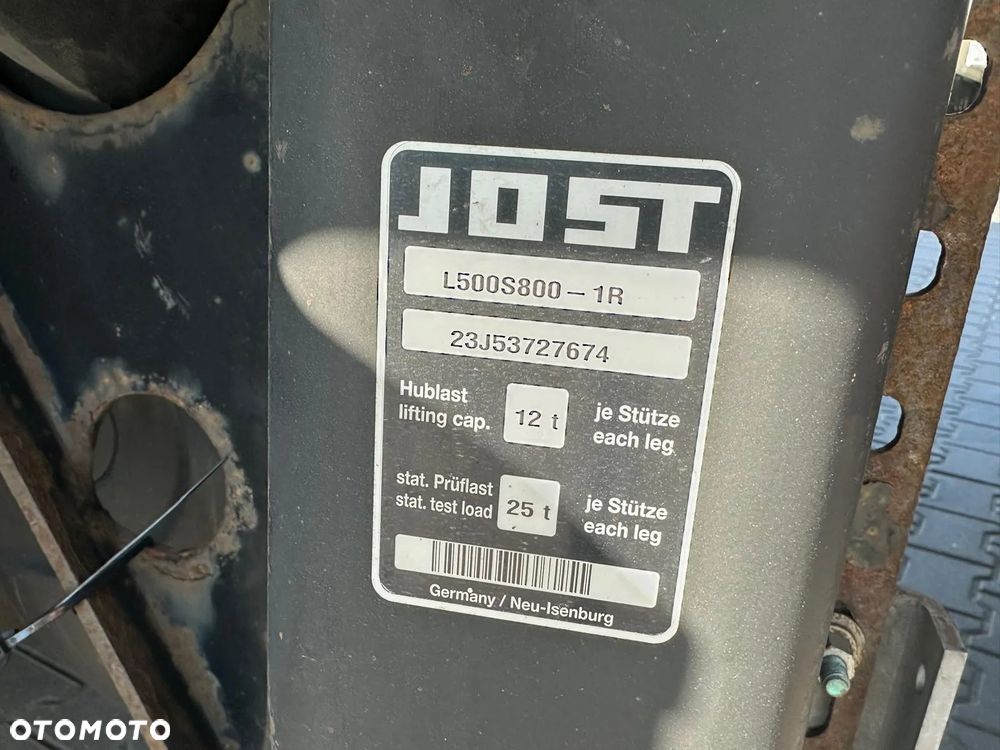 JOST
L500S800-1R
23J53727674
Hublast
lifting cap.
12 t
je Stütze
each leg
stat. Prüflast
stat. test load
25 t
je Stütze
each leg
Germany / Neu-Isenburg
OTOMOTO